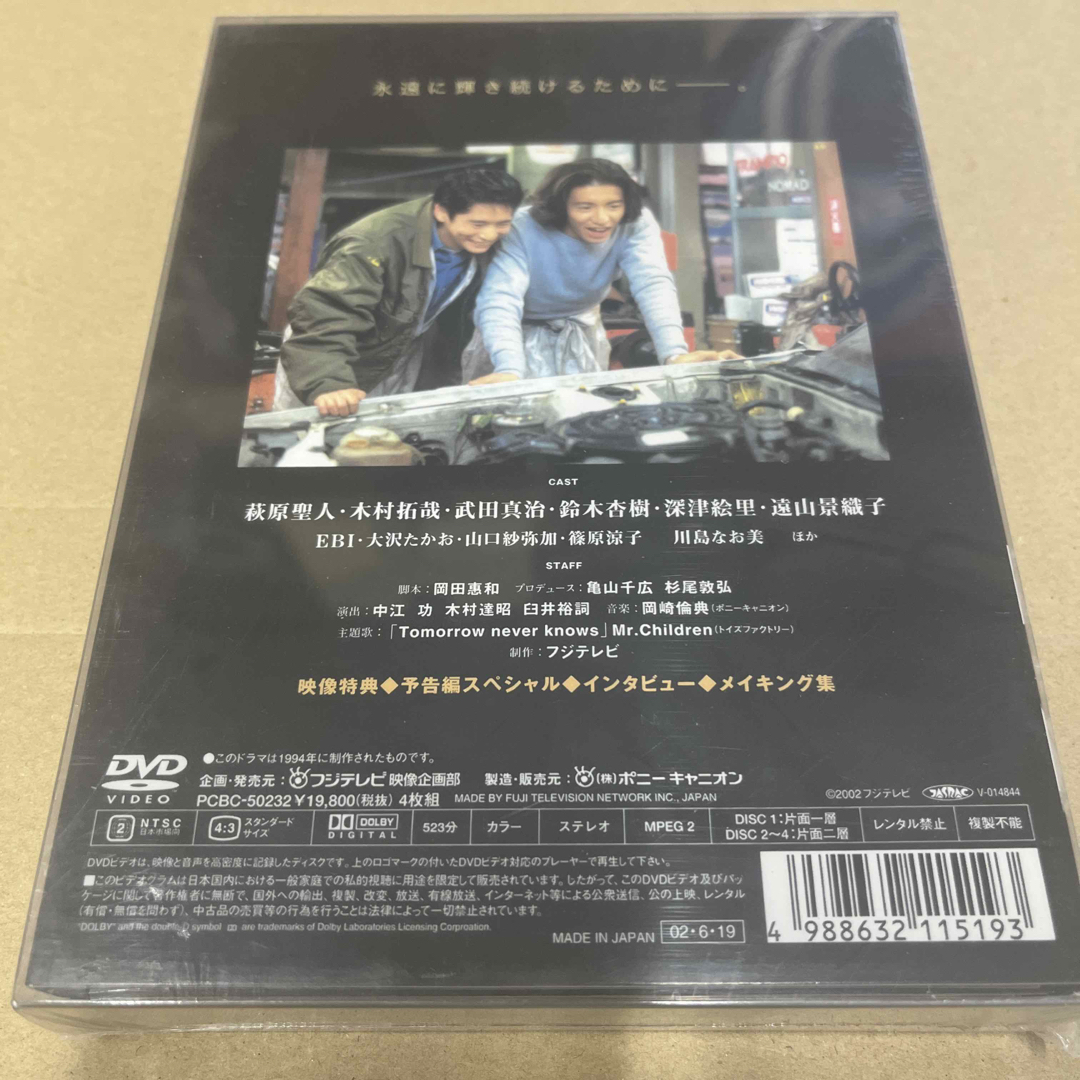 永遠に輝き続けるために――。
NOMAD
CAST
萩原聖人・木村拓哉・武田真治・鈴木杏樹・深津絵里・遠山景織子
EBI・大沢たかお・山口紗弥加・篠原涼子 川島なお美 ほか
STAFF
脚本：岡田惠和 プロデュース：亀山千広 杉尾敦弘
演出：中江 功 木村達昭 臼井裕詞 音楽：岡崎倫典（ポニーキャニオン）
主題歌：「Tomorrow never knows」Mr.Children（トイズファクトリー）
制作：フジテレビ
映像特典◆予告編スペシャル◆インタビュー◆メイキング集
DVD
VIDEO
●このドラマは1994年に制作されたものです。
企画・発売元：フジテレビ映像企画部 製造・販売元：（株）ポニーキャニオン
PCBC-50232 ￥19,800（税抜） 4枚組 MADE BY FUJI TELEVISION NETWORK INC., JAPAN
©2002 フジテレビ JASRAC V-014844
2 NTSC 日本市場向 4:3 スタンダードサイズ DOLBY DIGITAL 523分 カラー ステレオ MPEG 2 DISC 1：片面一層 DISC 2～4：片面二層 レンタル禁止 複製不能
DVDビデオは、映像と音声を高密度に記録したディスクです。上のロゴマークの付いたDVDビデオ対応のプレーヤーで再生して下さい。
■このビデオグラムは日本国内における一般家庭での私的視聴に用途を限定して販売されています。したがって、このDVDビデオ及びパッ
ケージに関して著作権者に無断で、国外への輸出、複製、改変、放送、有線放送、インターネット等による公衆送信、公の上映、レンタル
（有償・無償を問わず）、中古品の売買等の行為を行うことは法律によって一切禁止されています。
"DOLBY" and the double-D symbol are trademarks of Dolby Laboratories Licensing Corproation.
MADE IN JAPAN 02・6・19
4 988632 115193